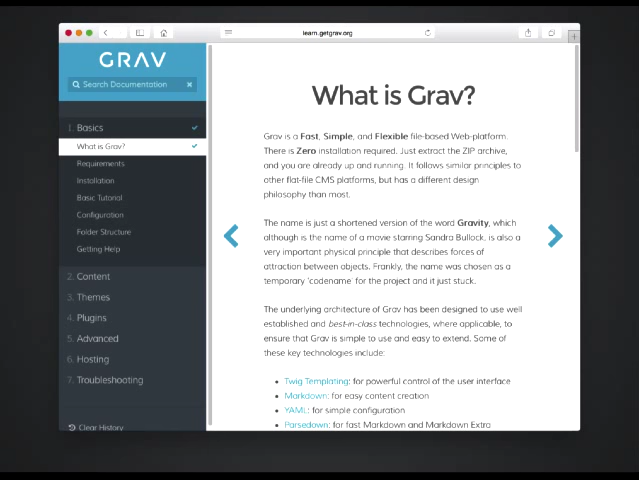 learn.getgrav.org
GRAV
Search Documentation
1. Basics
What is Grav?
Requirements
Installation
Basic Tutorial
Configuration
Folder Structure
Getting Help
2. Content
3. Themes
4. Plugins
5. Advanced
6. Hosting
7. Troubleshooting
Clear History
What is Grav?
Grav is a Fast, Simple, and Flexible file-based Web-platform.
There is Zero installation required. Just extract the ZIP archive,
and you are already up and running. It follows similar principles to
other flat-file CMS platforms, but has a different design
philosophy than most.
The name is just a shortened version of the word Gravity, which
although is the name of a movie starring Sandra Bullock, is also a
very important physical principle that describes forces of
attraction between objects. Frankly, the name was chosen as a
temporary 'codename' for the project and it just stuck.
The underlying architecture of Grav has been designed to use well
established and best-in-class technologies, where applicable, to
ensure that Grav is simple to use and easy to extend. Some of
these key technologies include:
• Twig Templating: for powerful control of the user interface
• Markdown: for easy content creation
• YAML: for simple configuration
• Parsedown: for fast Markdown and Markdown Extra